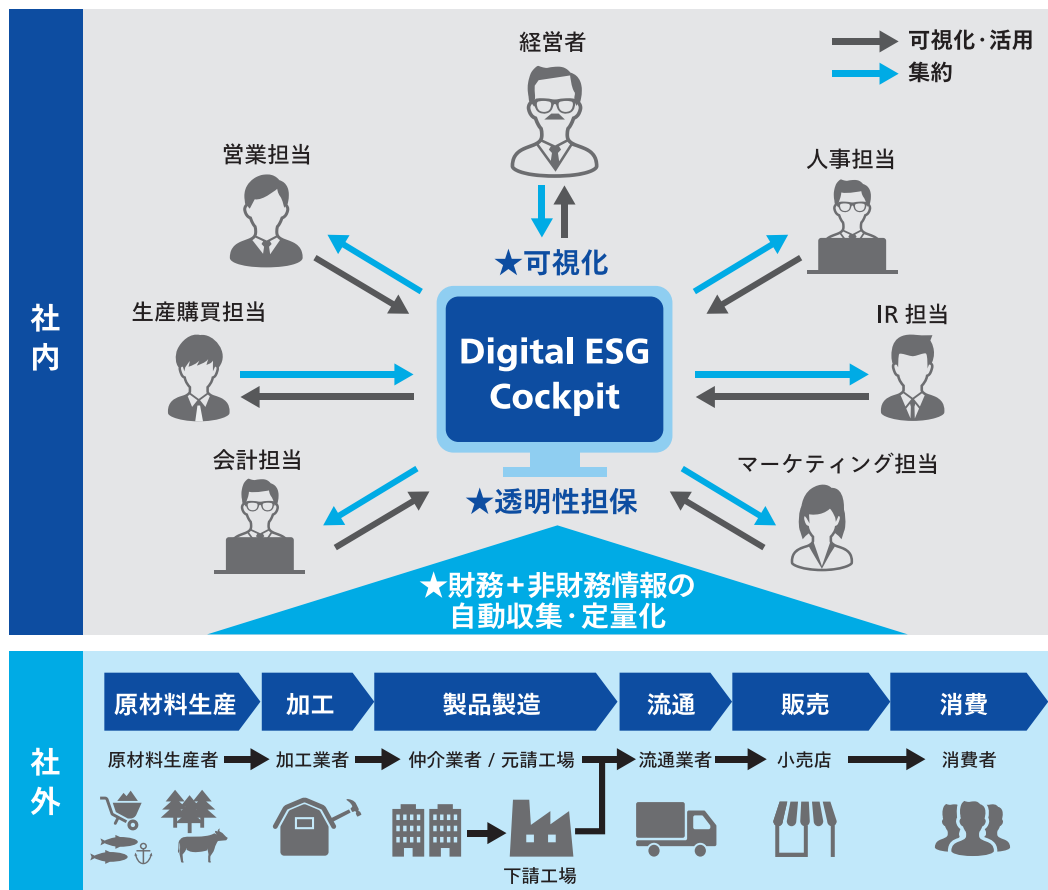 経営者
可視化・活用
集約
営業担当
人事担当
★可視化
生産購買担当
IR 担当
Digital ESG
Cockpit
会計担当
マーケティング担当
★透明性担保
★財務+非財務情報の
自動収集・定量化
社内
原材料生産
加工
製品製造
流通
販売
消費
原材料生産者
加工業者
仲介業者 / 元請工場
流通業者
小売店
消費者
下請工場
社外